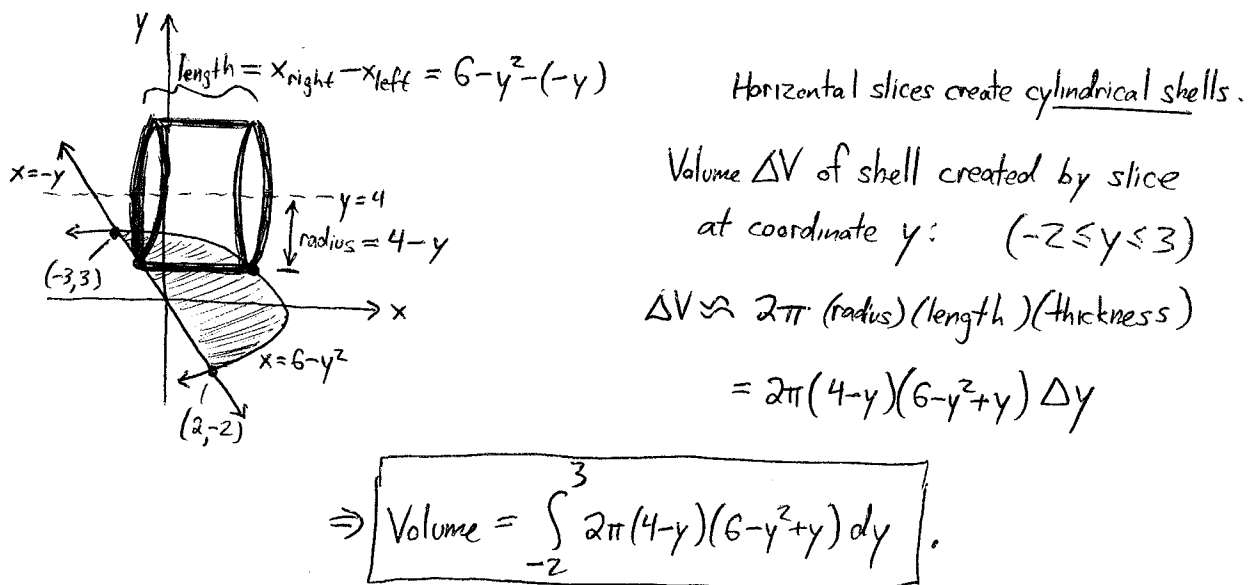 y
length = x_right − x_left = 6−y²−(−y)
Horizontal slices create cylindrical shells.
x=−y
y=4
radius = 4−y
(−3,3)
x
x=6−y²
(2,−2)
Volume ΔV of shell created by slice
at coordinate y: (−2≤y≤3)
ΔV ≈ 2π (radius)(length)(thickness)
= 2π(4−y)(6−y²+y) Δy
⇒ Volume = ∫_{−2}^{3} 2π(4−y)(6−y²+y) dy.